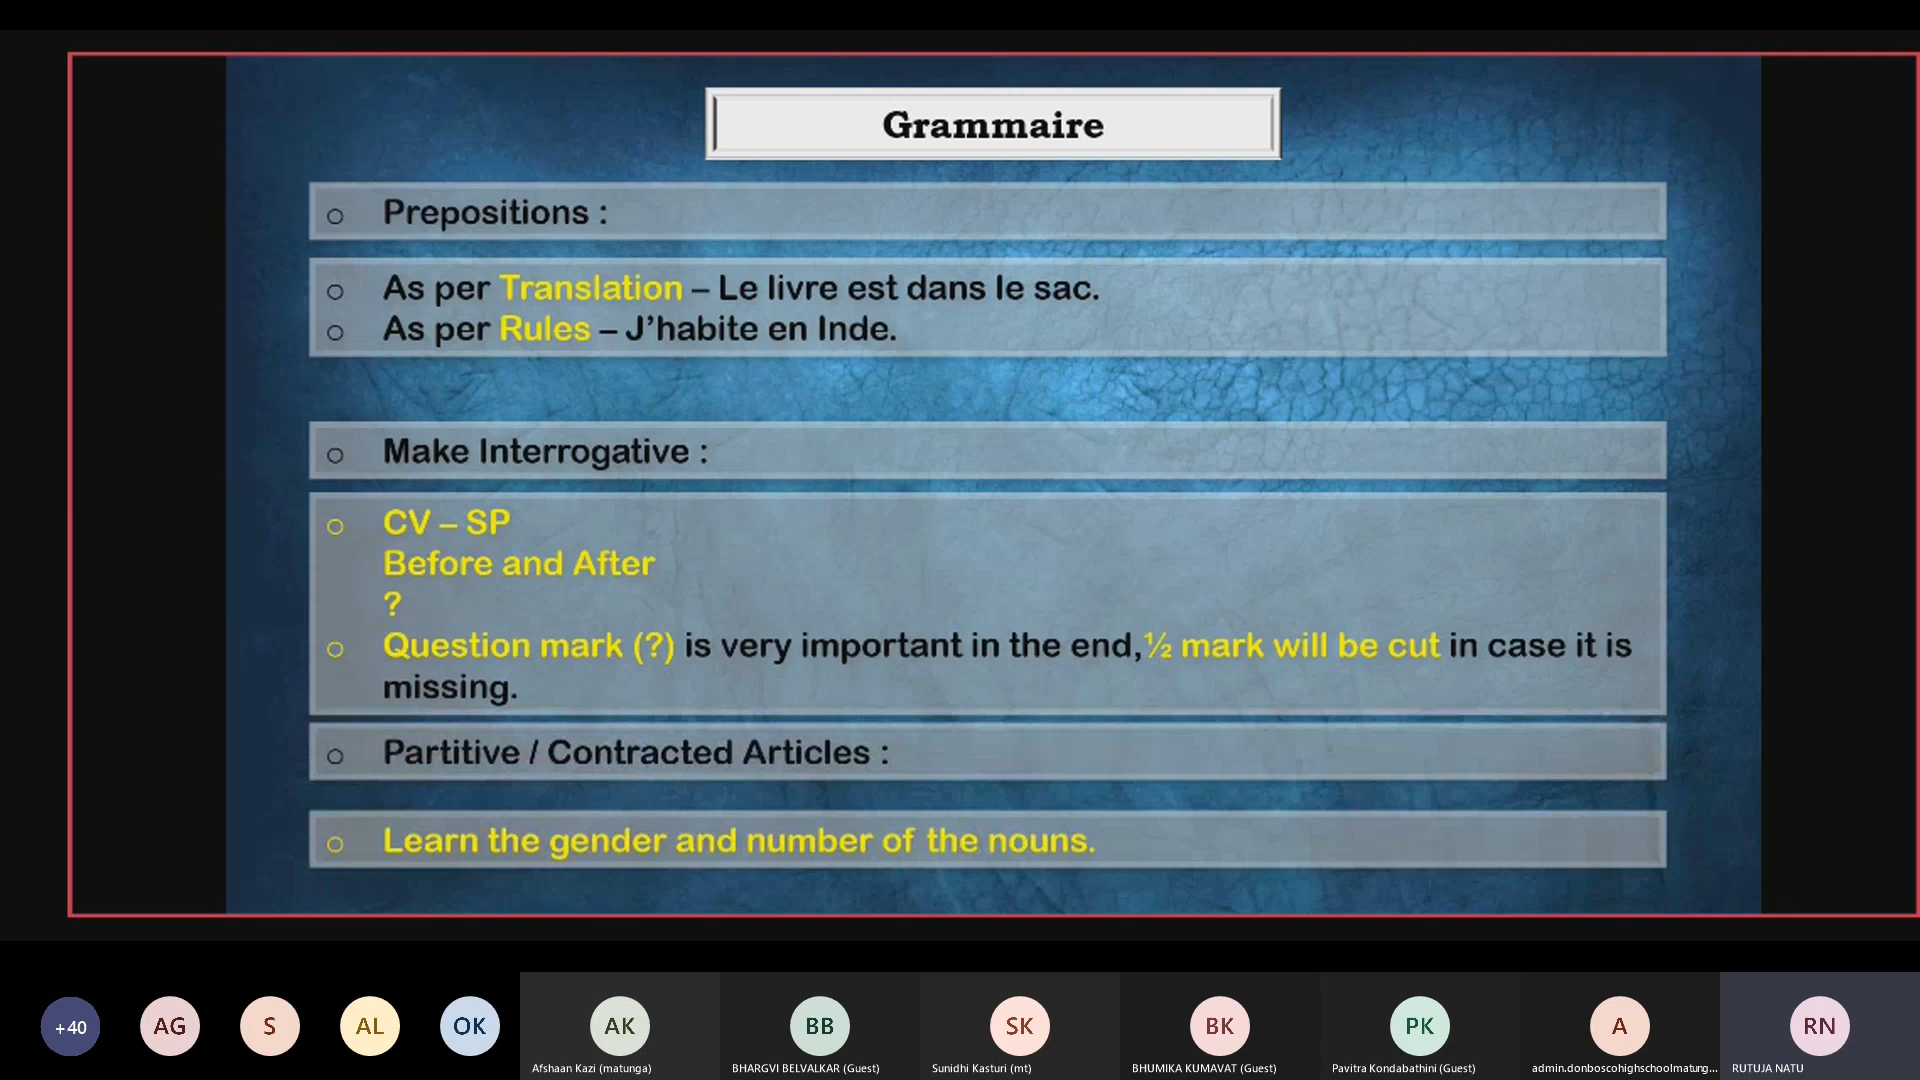 Grammaire
o Prepositions :
o As per Translation – Le livre est dans le sac.
o As per Rules – J’habite en Inde.
o Make Interrogative :
o CV – SP
Before and After
?
o Question mark (?) is very important in the end,½ mark will be cut in case it is
missing.
o Partitive / Contracted Articles :
o Learn the gender and number of the nouns.
+40 AG S AL OK AK BB SK BK PK A RN
Afshaan Kazi (matunga) BHARGVI BELVALKAR (Guest) Sunidhi Kasturi (mt) BHUMIKA KUMAVAT (Guest) Pavitra Kondabathini (Guest) admin.donboscohighschoolmatung... RUTUJA NATU